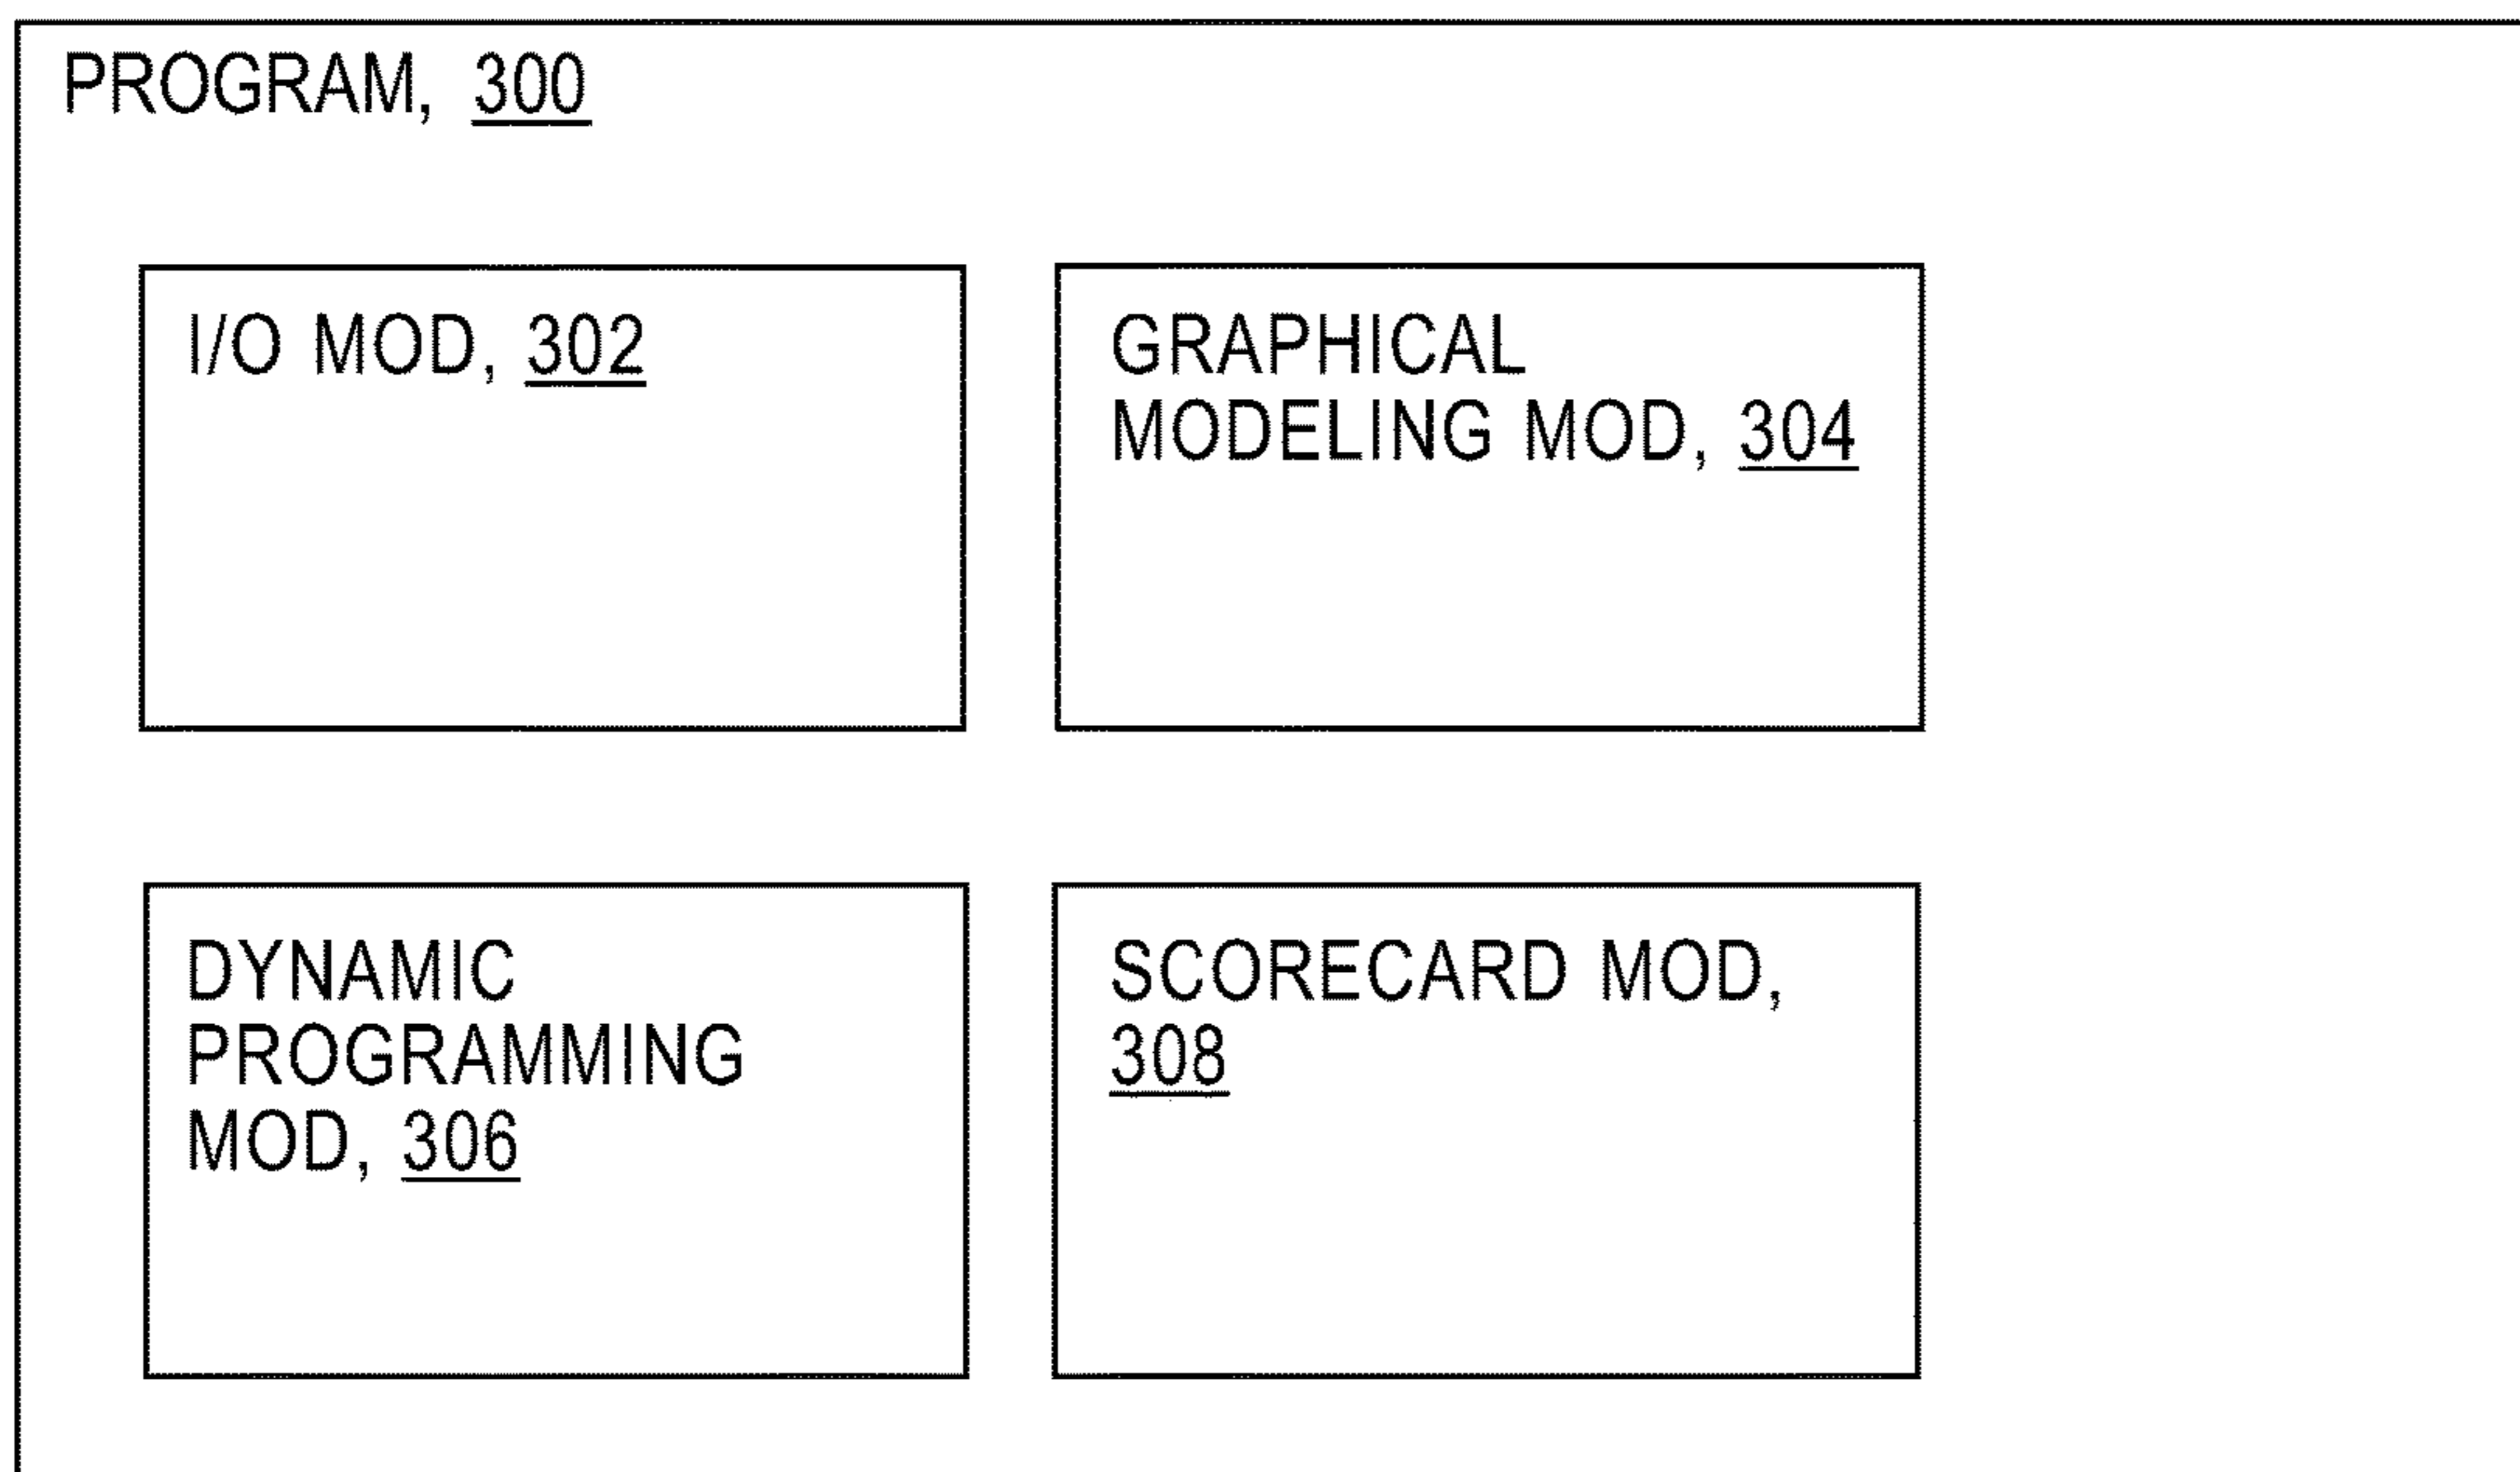 PROGRAM, 300
I/O MOD, 302
GRAPHICAL
MODELING MOD, 304
DYNAMIC
PROGRAMMING
MOD, 306
SCORECARD MOD,
308